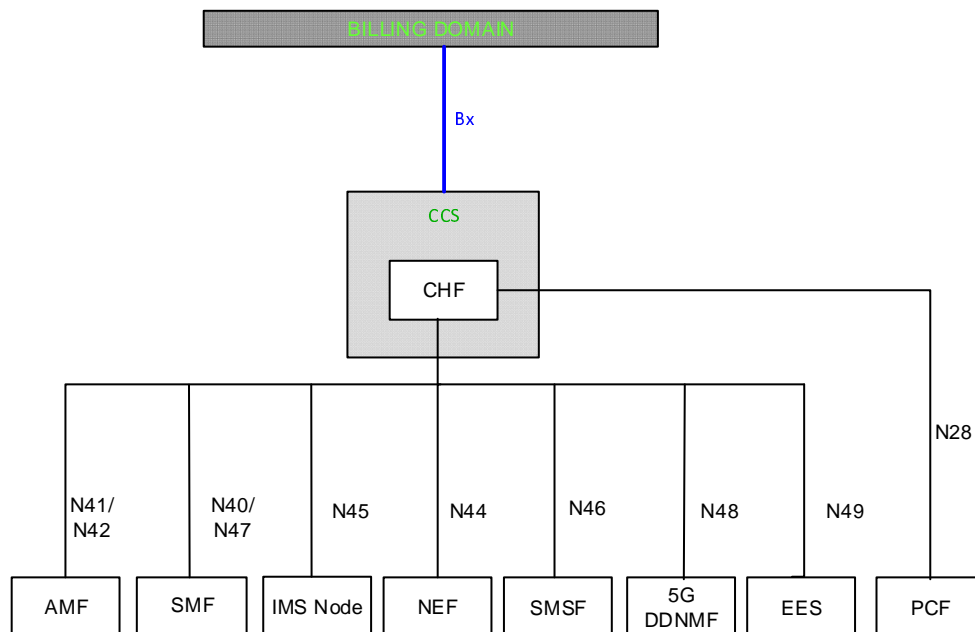 BILLING DOMAIN
Bx
CCS
CHF
N28
N41/
N42
N40/
N47
N45
N44
N46
N48
N49
AMF
SMF
IMS Node
NEF
SMSF
5G
DDNMF
EES
PCF